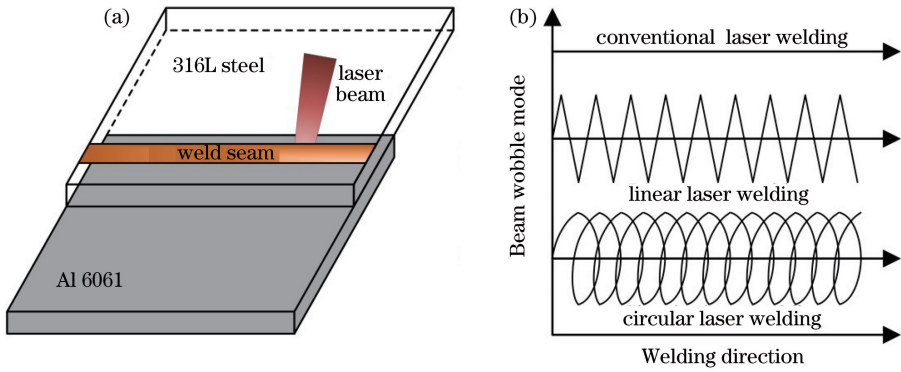 (a)
316L steel
laser
beam
weld seam
Al 6061
(b)
Beam wobble mode
conventional laser welding
linear laser welding
circular laser welding
Welding direction